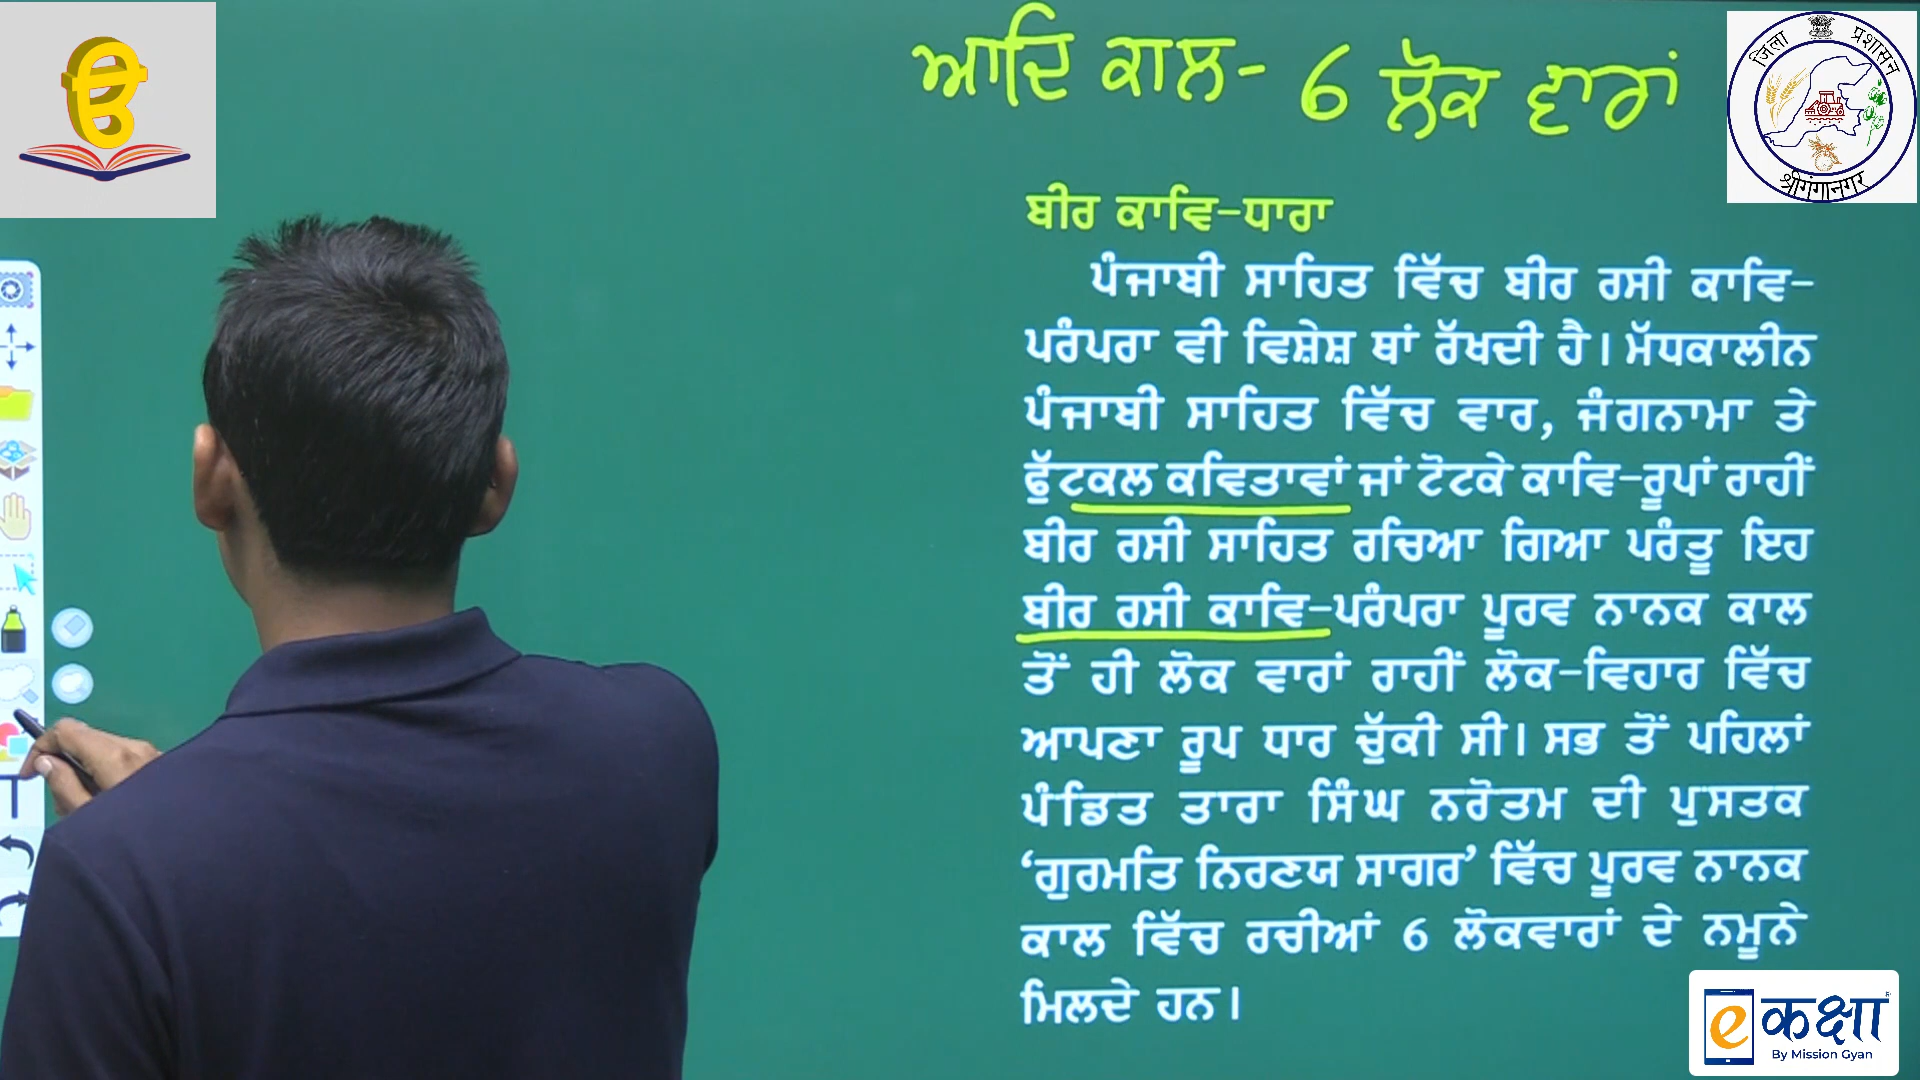 ਆਦਿ ਕਾਲ- 6 ਲੋਕ ਵਾਰਾਂ
ਜਿਲਾ ਪ੍ਰਸ਼ਾਸਨ
श्रीगंगानगर
ਬੀਰ ਕਾਵਿ-ਧਾਰਾ
ਪੰਜਾਬੀ ਸਾਹਿਤ ਵਿੱਚ ਬੀਰ ਰਸੀ ਕਾਵਿ-
ਪਰੰਪਰਾ ਵੀ ਵਿਸ਼ੇਸ਼ ਥਾਂ ਰੱਖਦੀ ਹੈ। ਮੱਧਕਾਲੀਨ
ਪੰਜਾਬੀ ਸਾਹਿਤ ਵਿੱਚ ਵਾਰ, ਜੰਗਨਾਮਾ ਤੇ
ਫੁੱਟਕਲ ਕਵਿਤਾਵਾਂ ਜਾਂ ਟੋਟਕੇ ਕਾਵਿ-ਰੂਪਾਂ ਰਾਹੀਂ
ਬੀਰ ਰਸੀ ਸਾਹਿਤ ਰਚਿਆ ਗਿਆ ਪਰੰਤੂ ਇਹ
ਬੀਰ ਰਸੀ ਕਾਵਿ-ਪਰੰਪਰਾ ਪੂਰਵ ਨਾਨਕ ਕਾਲ
ਤੋਂ ਹੀ ਲੋਕ ਵਾਰਾਂ ਰਾਹੀਂ ਲੋਕ-ਵਿਹਾਰ ਵਿੱਚ
ਆਪਣਾ ਰੂਪ ਧਾਰ ਚੁੱਕੀ ਸੀ। ਸਭ ਤੋਂ ਪਹਿਲਾਂ
ਪੰਡਿਤ ਤਾਰਾ ਸਿੰਘ ਨਰੋਤਮ ਦੀ ਪੁਸਤਕ
‘ਗੁਰਮਤਿ ਨਿਰਣਯ ਸਾਗਰ’ ਵਿੱਚ ਪੂਰਵ ਨਾਨਕ
ਕਾਲ ਵਿੱਚ ਰਚੀਆਂ 6 ਲੋਕਵਾਰਾਂ ਦੇ ਨਮੂਨੇ
ਮਿਲਦੇ ਹਨ।
e कक्षा
By Mission Gyan